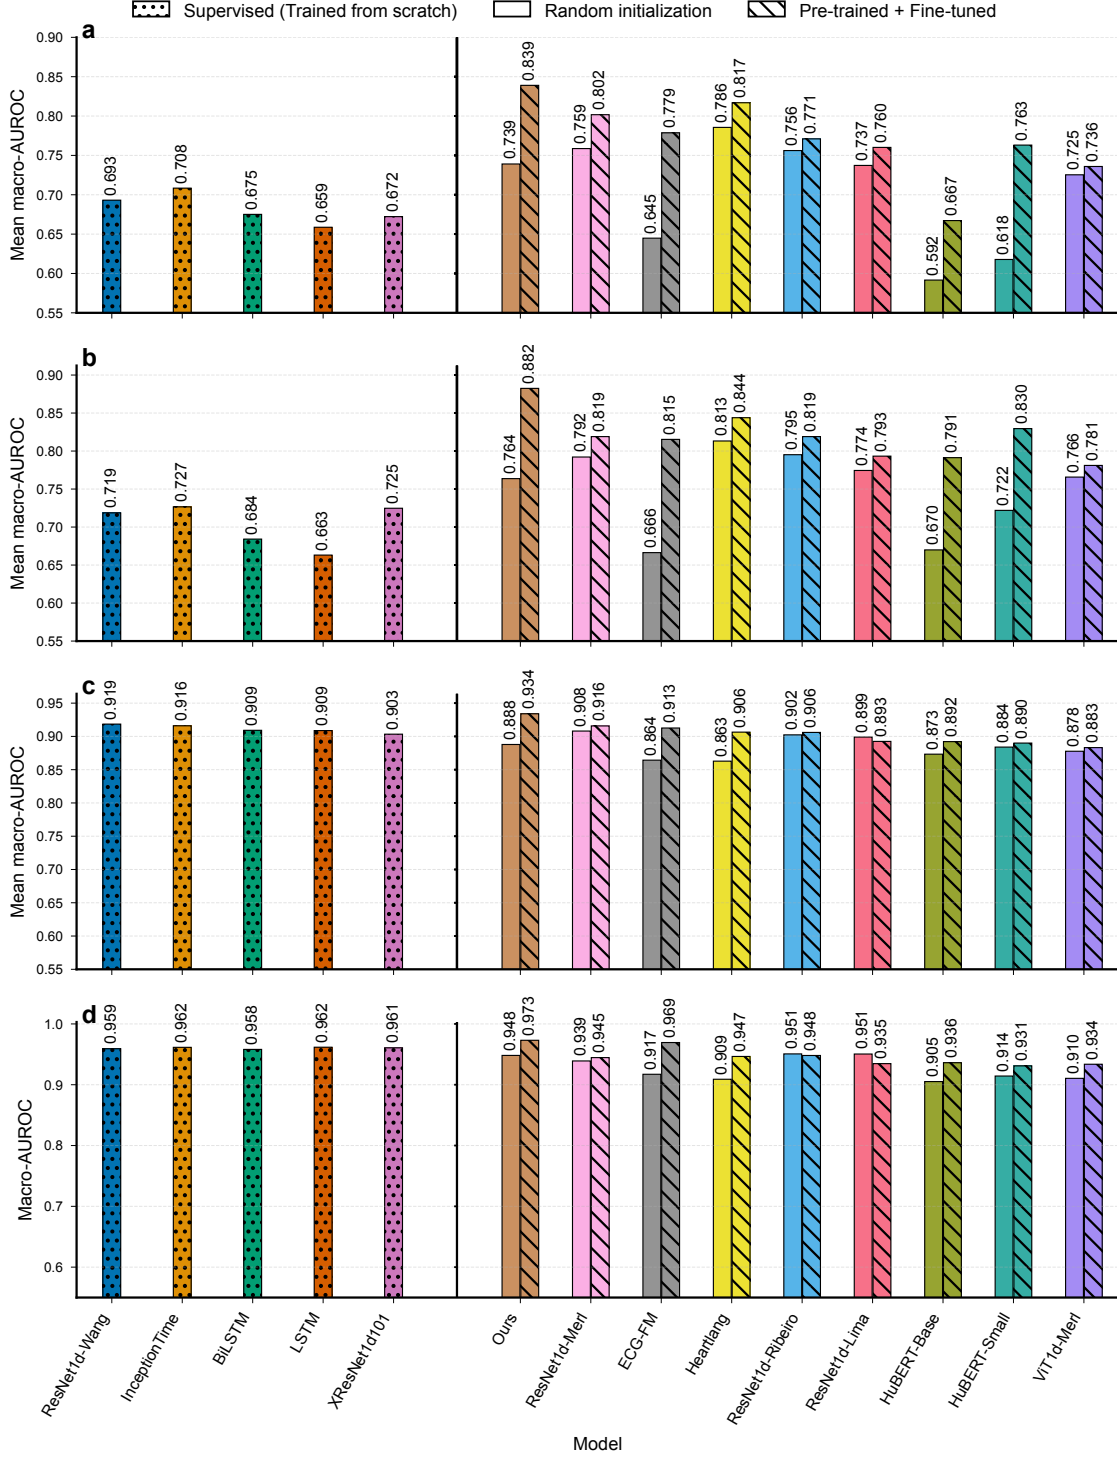 Supervised (Trained from scratch) Random initialization Pre-trained + Fine-tuned
a
Mean macro-AUROC
0.90
0.85
0.80
0.75
0.70
0.65
0.60
0.55
0.693 0.708 0.675 0.659 0.672 0.739 0.839 0.759 0.802 0.645 0.779 0.786 0.817 0.756 0.771 0.737 0.760 0.592 0.667 0.618 0.763 0.725 0.736
b
Mean macro-AUROC
0.90
0.85
0.80
0.75
0.70
0.65
0.60
0.55
0.719 0.727 0.684 0.663 0.725 0.764 0.882 0.792 0.819 0.666 0.815 0.813 0.844 0.795 0.819 0.774 0.793 0.670 0.791 0.722 0.830 0.766 0.781
c
Mean macro-AUROC
0.95
0.90
0.85
0.80
0.75
0.70
0.65
0.60
0.55
0.919 0.916 0.909 0.909 0.903 0.888 0.934 0.908 0.916 0.864 0.913 0.863 0.906 0.902 0.906 0.899 0.893 0.873 0.892 0.884 0.890 0.878 0.883
d
Macro-AUROC
1.0
0.9
0.8
0.7
0.6
0.959 0.962 0.958 0.962 0.961 0.948 0.973 0.939 0.945 0.917 0.969 0.909 0.947 0.951 0.948 0.951 0.935 0.905 0.936 0.914 0.931 0.910 0.934
ResNet1d-Wang
InceptionTime
BiLSTM
LSTM
XResNet1d101
Ours
ResNet1d-Merl
ECG-FM
Heartlang
ResNet1d-Ribeiro
ResNet1d-Lima
HuBERT-Base
HuBERT-Small
ViT1d-Merl
Model